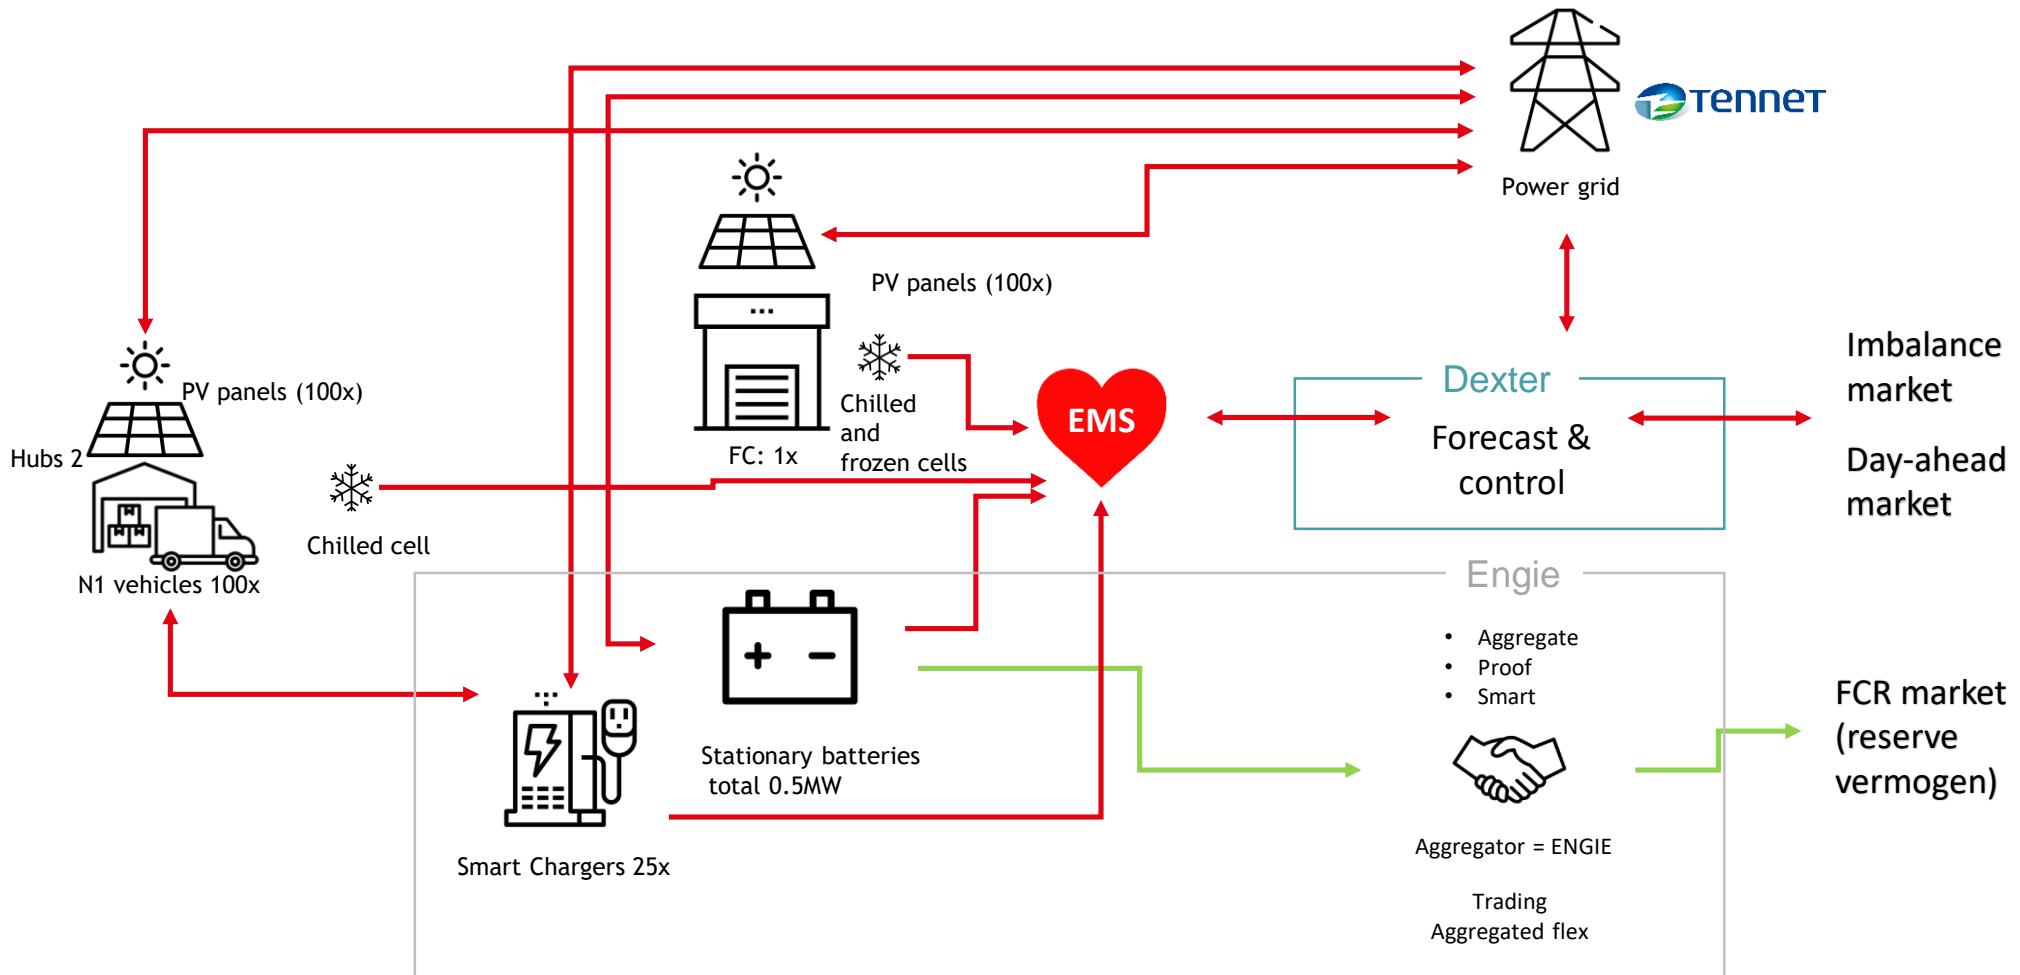 TenneT
Power grid
PV panels (100x)
PV panels (100x)
Hubs 2
N1 vehicles 100x
Chilled cell
FC: 1x
Chilled
and
frozen cells
EMS
Dexter
Forecast &
control
Imbalance
market
Day-ahead
market
Engie
• Aggregate
• Proof
• Smart
Stationary batteries
total 0.5MW
Smart Chargers 25x
Aggregator = ENGIE
Trading
Aggregated flex
FCR market
(reserve
vermogen)